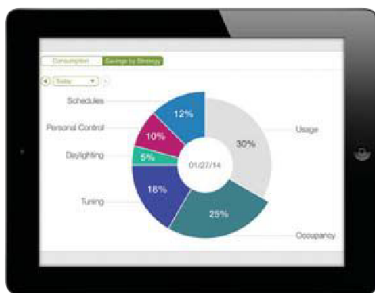 Consumption
Savings by Strategy
Today
Schedules
12%
Personal Control
10%
Usage
30%
Daylighting
5%
01/27/14
Tuning
16%
25%
Occupancy